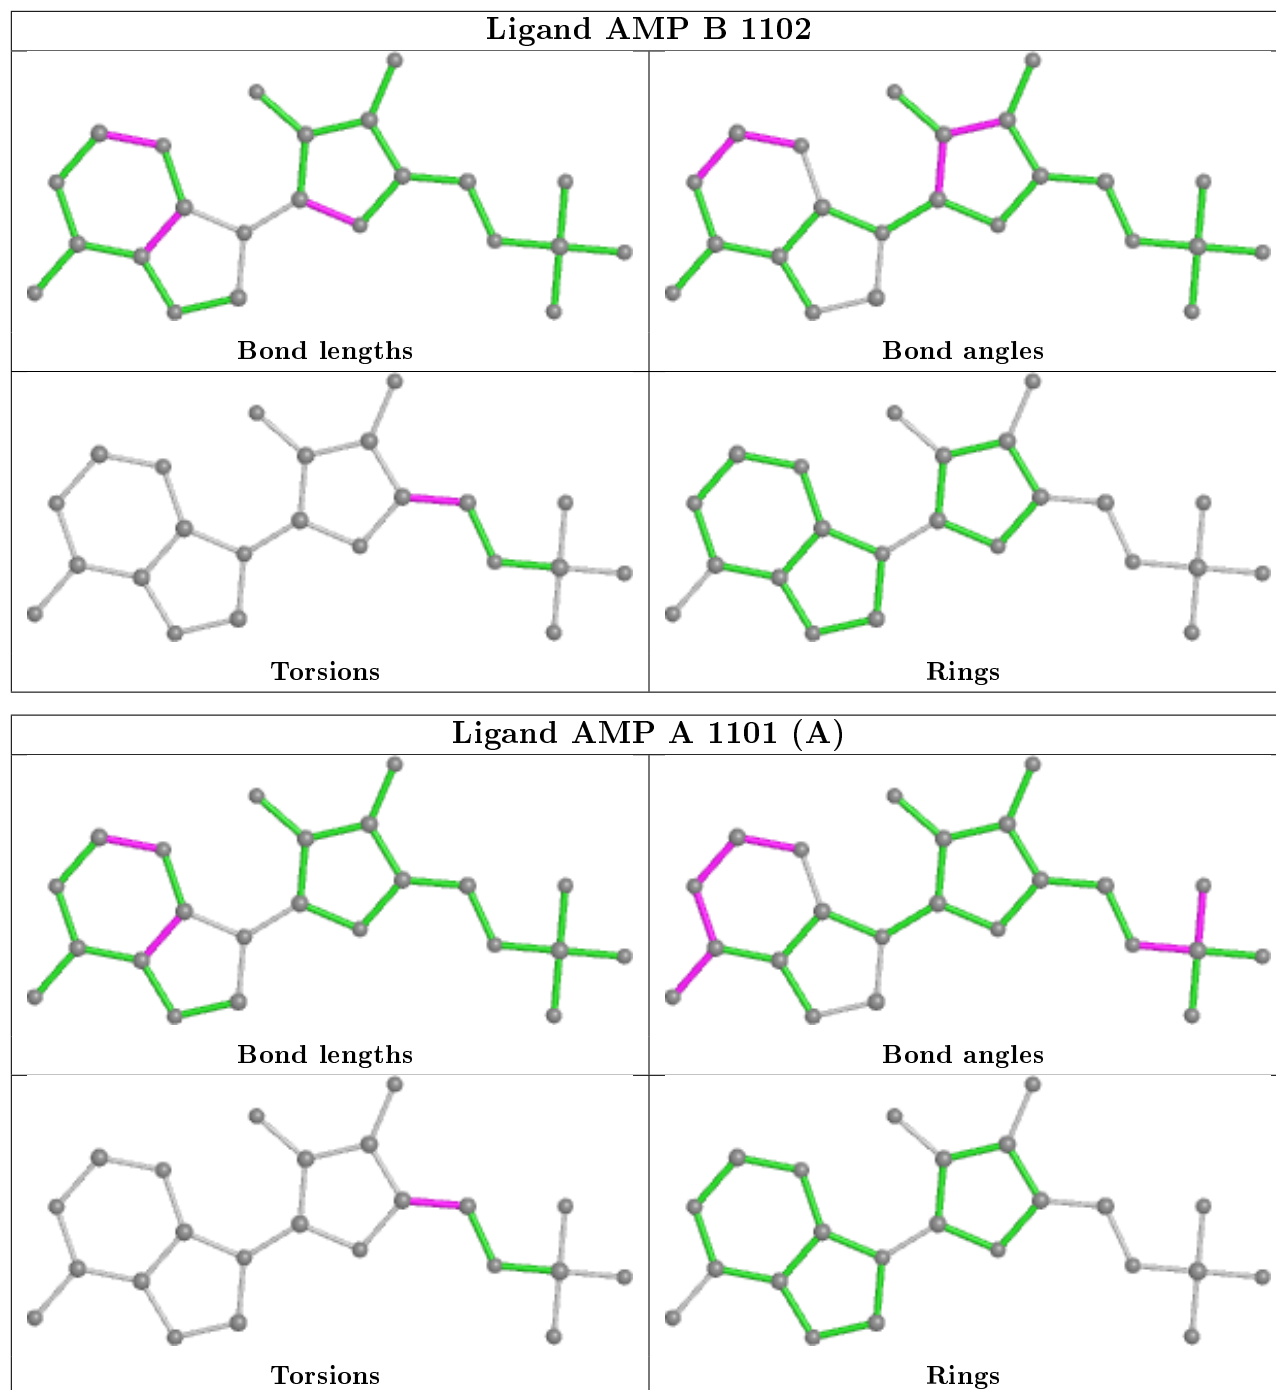 Ligand AMP B 1102
Bond lengths
Bond angles
Torsions
Rings
Ligand AMP A 1101 (A)
Bond lengths
Bond angles
Torsions
Rings